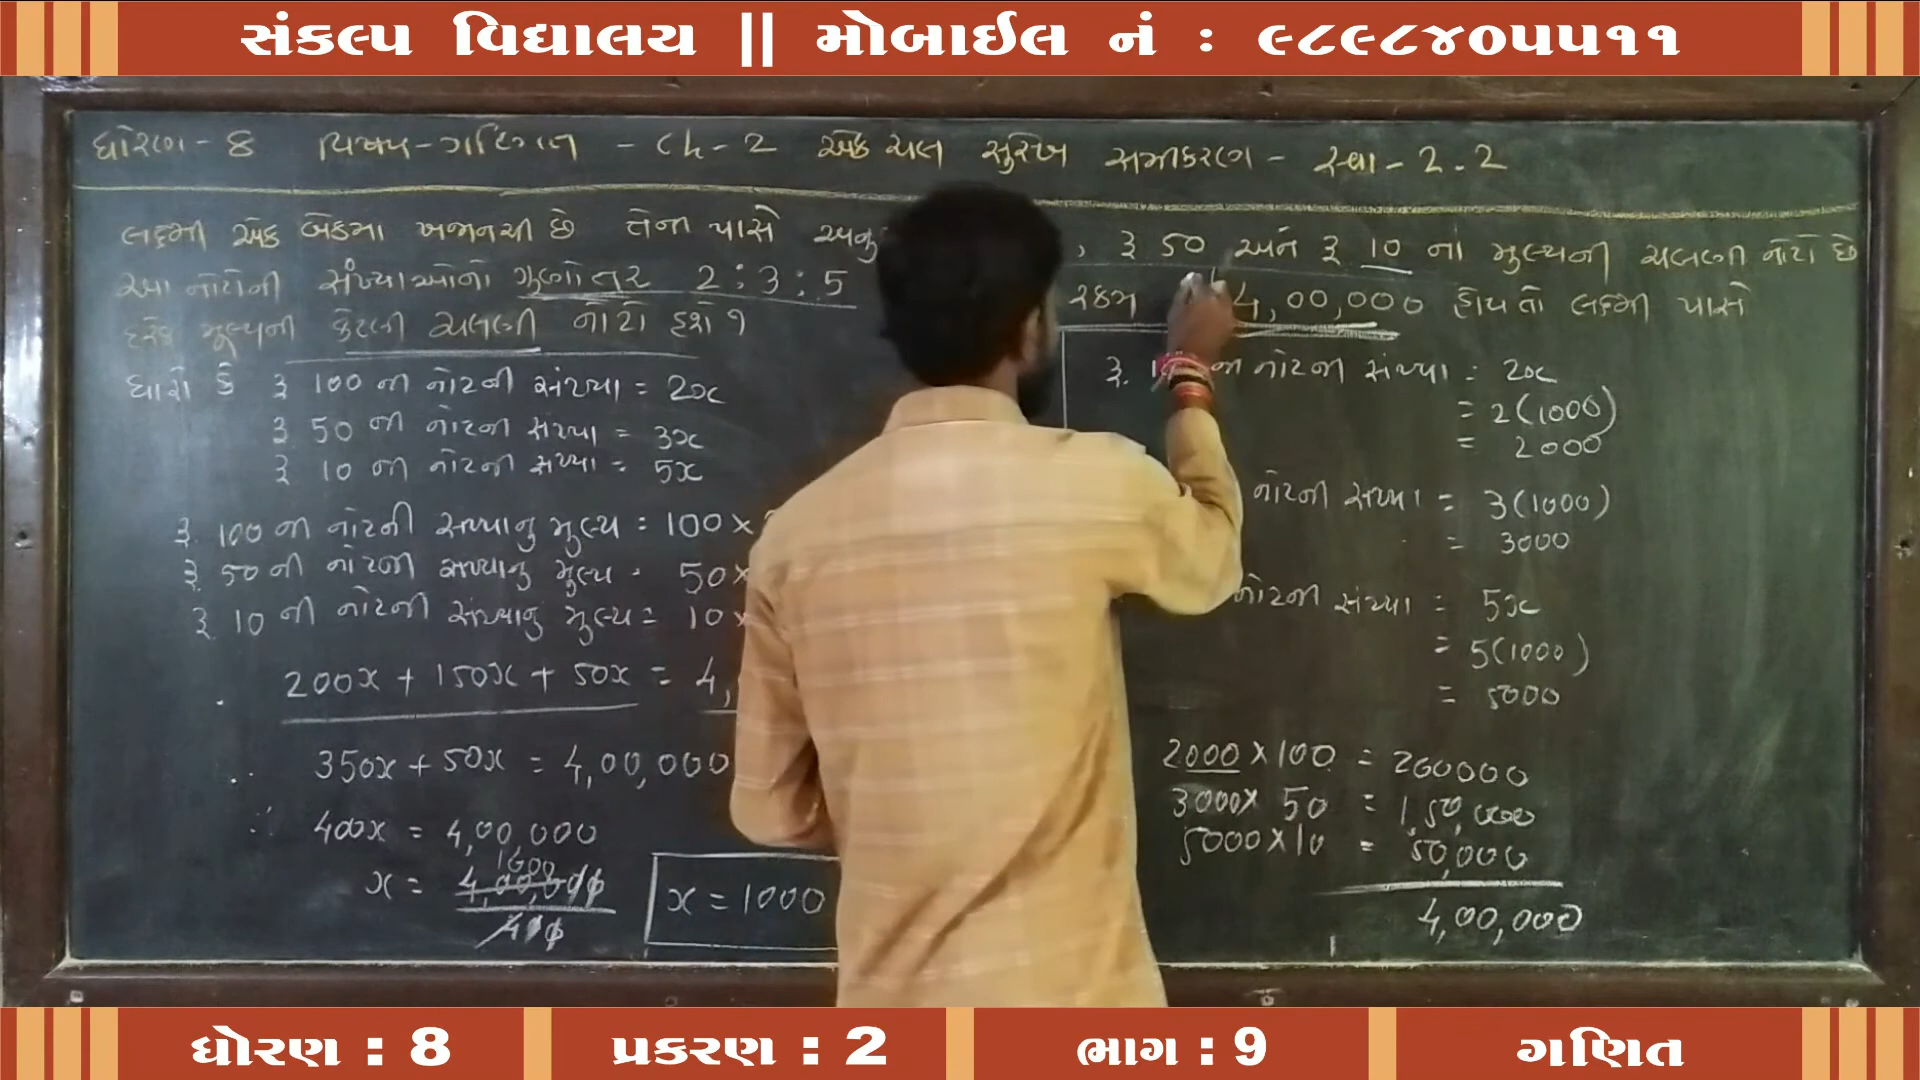 સંકલ્પ વિદ્યાલય || મોબાઈલ નં : ૯૮૯૮૪૦૫૫૧૧
ધોરણ - 8 વિષય - ગણિત - Ch - 2 એક ચલ સુરેખ સમીકરણ - સ્વા - 2.2
લક્ષ્મી એક બેંકમા ખજાનચી છે તેની પાસે , રૂ 50 અને રૂ 10 ના મુલ્યની ચલણી નોટો છે
આ નોટોની સંખ્યાઓનો ગુણોત્તર 2 : 3 : 5 રકમ 4,00,000 હોય તો લક્ષ્મી પાસે
દરેક મૂલ્યની કેટલી ચલણી નોટો હશે ?
ધારો કે રૂ 100 ની નોટની સંખ્યા = 2x
રૂ 50 ની નોટની સંખ્યા = 3x
રૂ 10 ની નોટની સંખ્યા = 5x
રૂ. 100 ની નોટની સંખ્યાનુ મુલ્ય = 100 ×
રૂ. 50 ની નોટની સંખ્યાનુ મુલ્ય = 50 ×
રૂ. 10 ની નોટની સંખ્યાનુ મુલ્ય = 10 ×
200x + 150x + 50x = 4,
∴ 350x + 50x = 4,00,000
∴ 400x = 4,00,000
1000
x = 4,00,000
400
x = 1000
ની નોટની સંખ્યા = 2x
= 2(1000)
= 2000
નોટની સંખ્યા = 3(1000)
= 3000
નોટની સંખ્યા = 5x
= 5(1000)
= 5000
2000 × 100 = 200000
3000 × 50 = 1,50,000
5000 × 10 = 50,000
4,00,000
ધોરણ : 8 પ્રકરણ : 2 ભાગ : 9 ગણિત